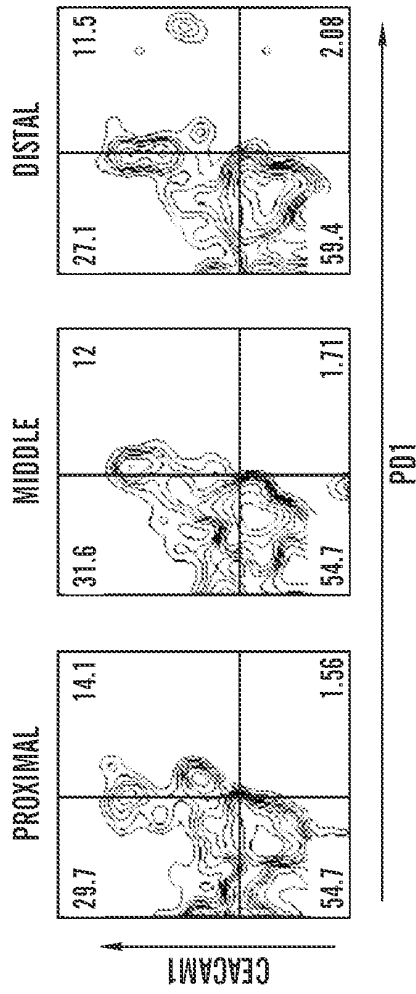 PROXIMAL
MIDDLE
DISTAL
29.7 14.1
31.6 12
27.1 11.5
54.7 1.56
54.7 1.71
59.4 2.08
CEACAM1
PD1